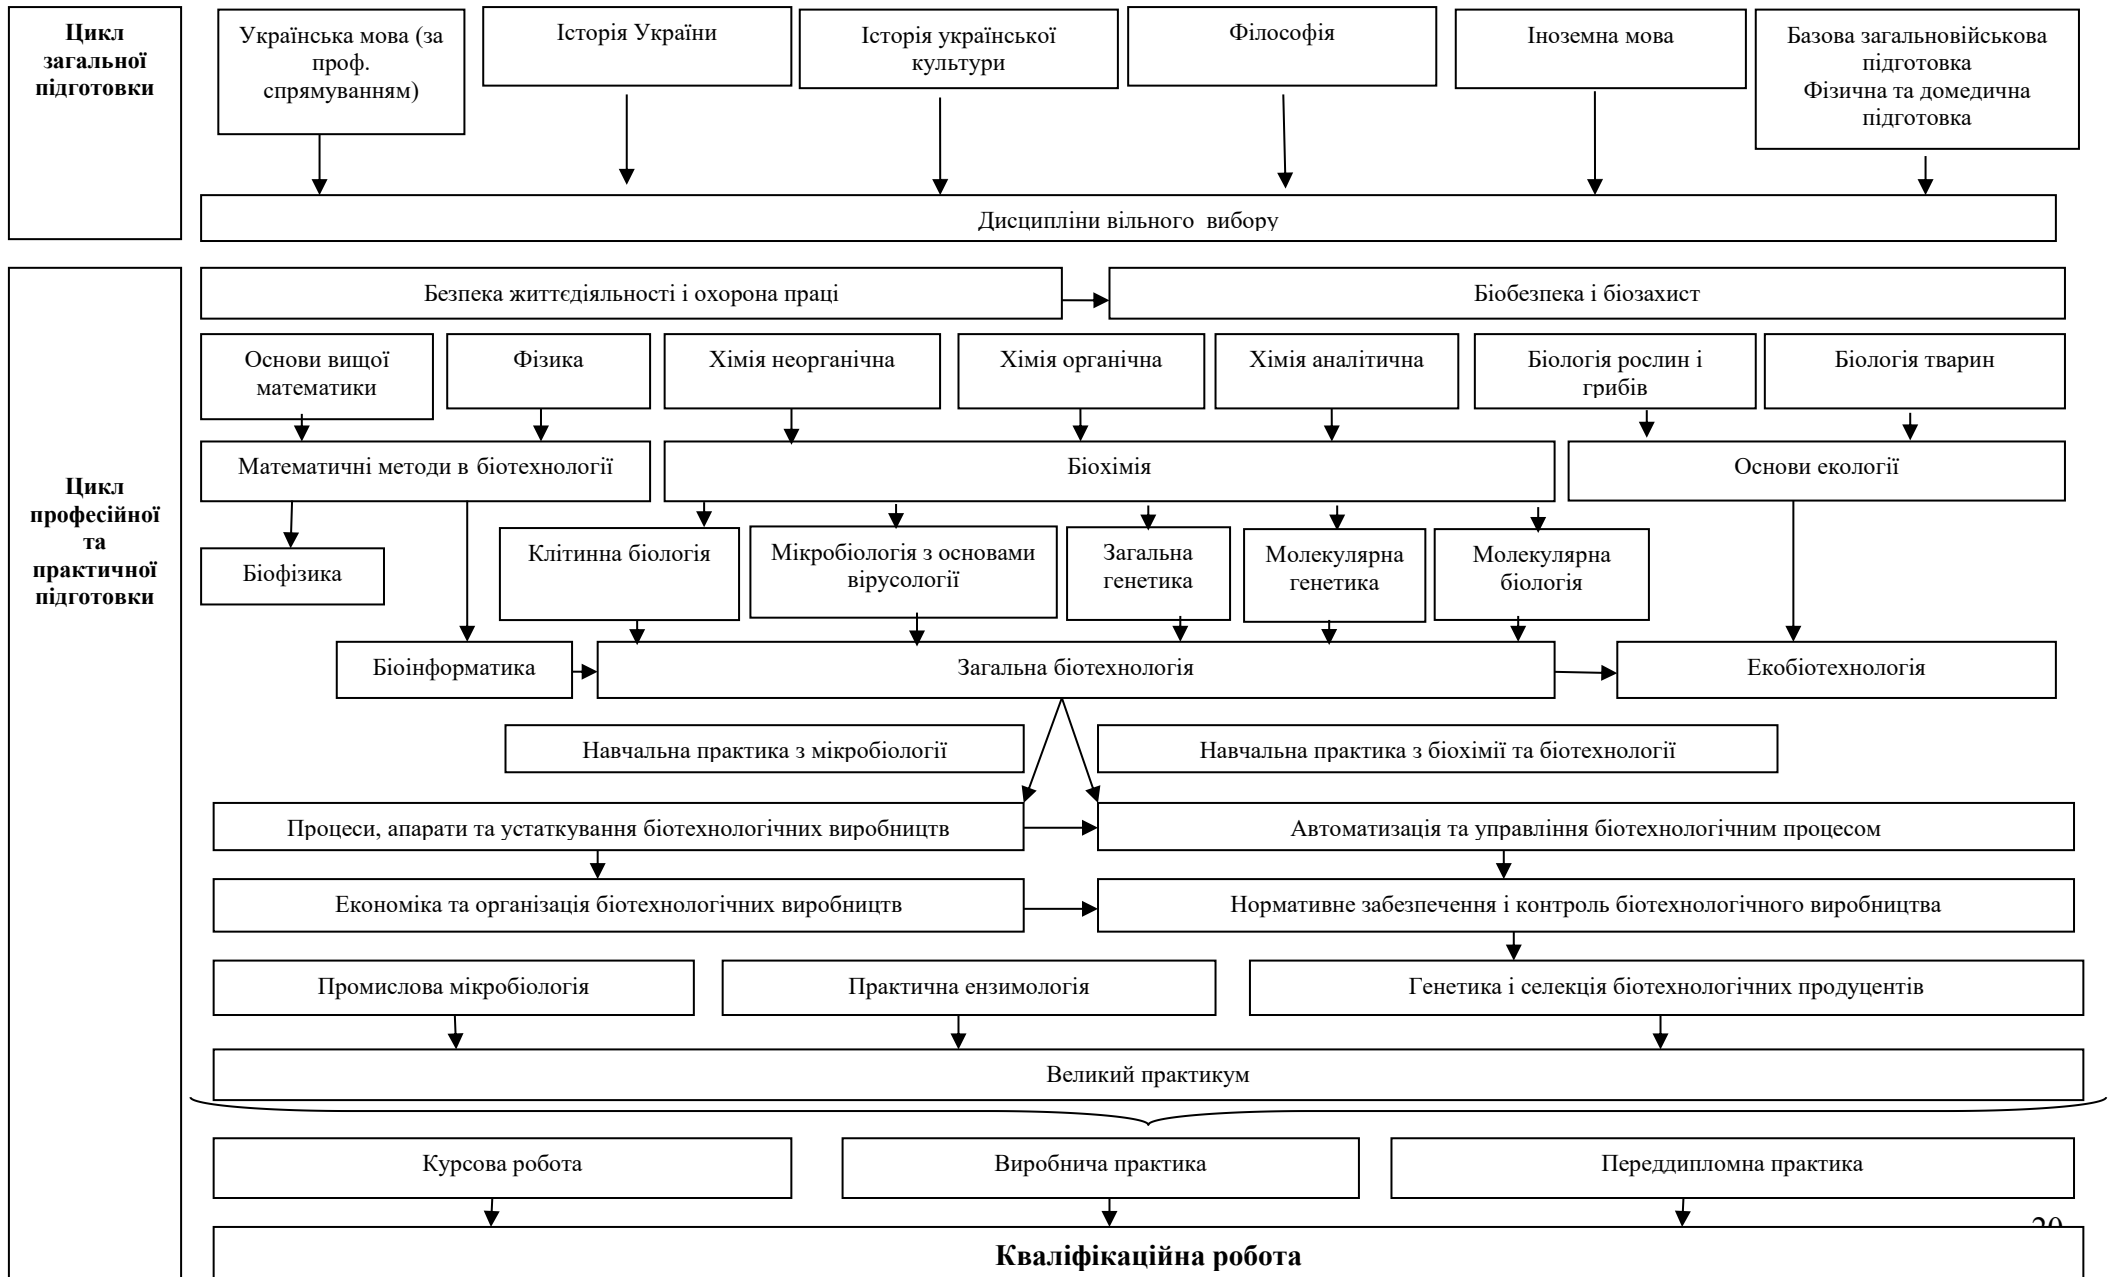 Цикл
загальної
підготовки
Українська мова (за
проф.
спрямуванням)
Історія України
Історія української
культури
Філософія
Іноземна мова
Базова загальновійськова
підготовка
Фізична та домедична
підготовка
Дисципліни вільного вибору
Цикл
професійної
та
практичної
підготовки
Безпека життєдіяльності і охорона праці
Біобезпека і біозахист
Основи вищої
математики
Фізика
Хімія неорганічна
Хімія органічна
Хімія аналітична
Біологія рослин і
грибів
Біологія тварин
Математичні методи в біотехнології
Біохімія
Основи екології
Біофізика
Клітинна біологія
Мікробіологія з основами
вірусології
Загальна
генетика
Молекулярна
генетика
Молекулярна
біологія
Біоінформатика
Загальна біотехнологія
Екобіотехнологія
Навчальна практика з мікробіології
Навчальна практика з біохімії та біотехнології
Процеси, апарати та устаткування біотехнологічних виробництв
Автоматизація та управління біотехнологічним процесом
Економіка та організація біотехнологічних виробництв
Нормативне забезпечення і контроль біотехнологічного виробництва
Промислова мікробіологія
Практична ензимологія
Генетика і селекція біотехнологічних продуцентів
Великий практикум
Курсова робота
Виробнича практика
Переддипломна практика
20
Кваліфікаційна робота